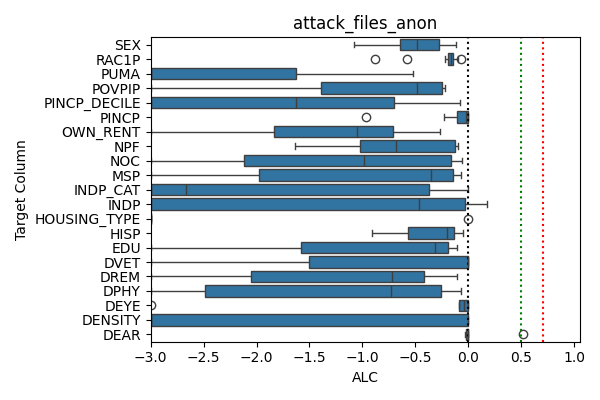 attack_files_anon
Target Column
SEX
RAC1P
PUMA
POVPIP
PINCP_DECILE
PINCP
OWN_RENT
NPF
NOC
MSP
INDP_CAT
INDP
HOUSING_TYPE
HISP
EDU
DVET
DREM
DPHY
DEYE
DENSITY
DEAR
−3.0 −2.5 −2.0 −1.5 −1.0 −0.5 0.0 0.5 1.0
ALC